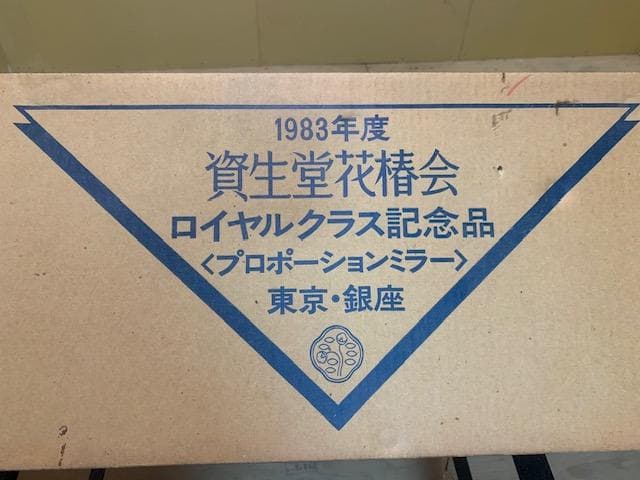 1983年度
資生堂花椿会
ロイヤルクラス記念品
〈プロポーションミラー〉
東京・銀座